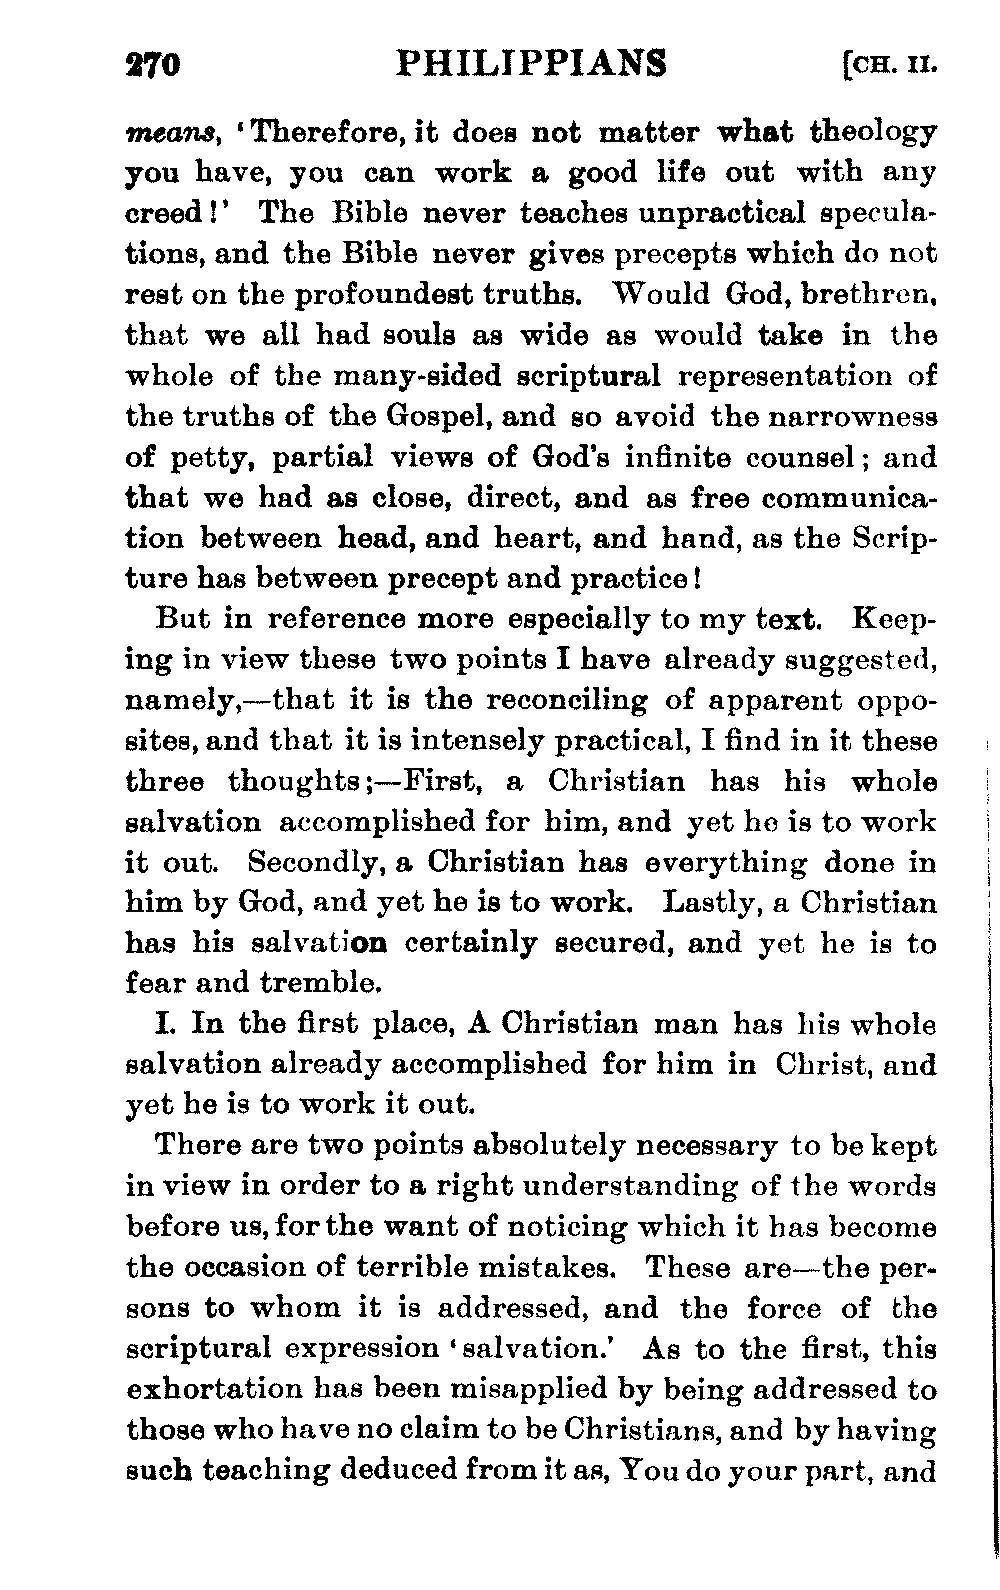 270 PHILIPPIANS [CH. II.
means, ‘Therefore, it does not matter what theology
you have, you can work a good life out with any
creed!’ The Bible never teaches unpractical specula-
tions, and the Bible never gives precepts which do not
rest on the profoundest truths. Would God, brethren,
that we all had souls as wide as would take in the
whole of the many-sided scriptural representation of
the truths of the Gospel, and so avoid the narrowness
of petty, partial views of God's infinite counsel; and
that we had as close, direct, and as free communica-
tion between head, and heart, and hand, as the Scrip-
ture has between precept and practice!
But in reference more especially to my text. Keep-
ing in view these two points I have already suggested,
namely,—that it is the reconciling of apparent oppo-
sites, and that it is intensely practical, I find in it these
three thoughts;—First, a Christian has his whole
salvation accomplished for him, and yet he is to work
it out. Secondly, a Christian has everything done in
him by God, and yet he is to work. Lastly, a Christian
has his salvation certainly secured, and yet he is to
fear and tremble.
I. In the first place, A Christian man has his whole
salvation already accomplished for him in Christ, and
yet he is to work it out.
There are two points absolutely necessary to be kept
in view in order to a right understanding of the words
before us, for the want of noticing which it has become
the occasion of terrible mistakes. These are—the per-
sons to whom it is addressed, and the force of the
scriptural expression ‘salvation.’ As to the first, this
exhortation has been misapplied by being addressed to
those who have no claim to be Christians, and by having
such teaching deduced from it as, You do your part, and